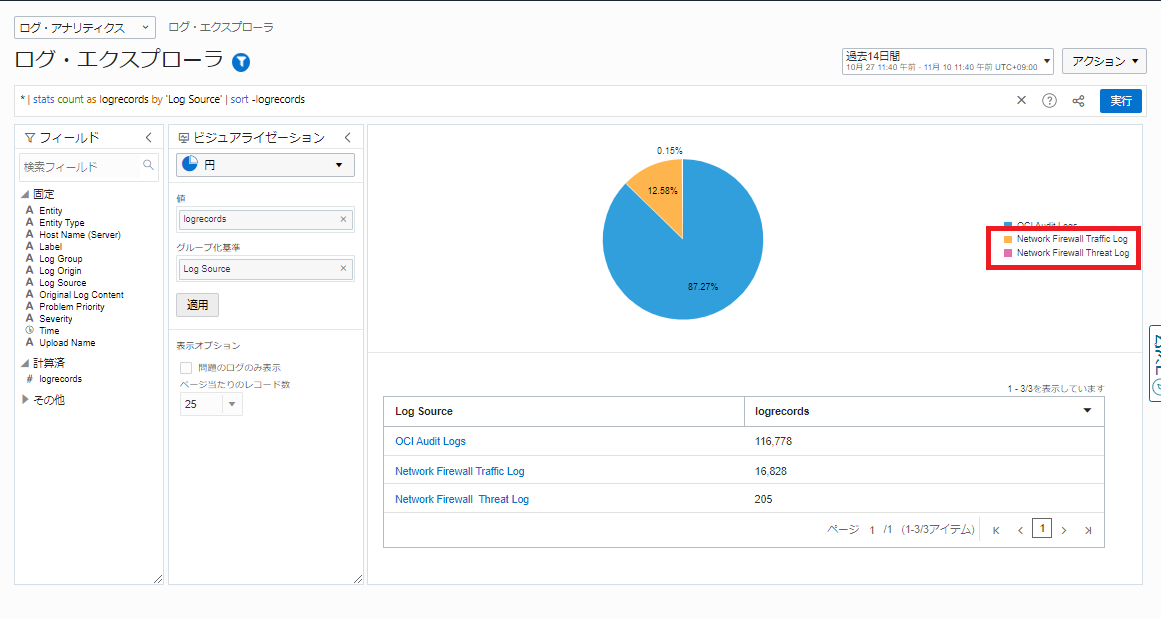 ログ・アナリティクス ログ・エクスプローラ
ログ・エクスプローラ
過去14日間
10月 27 11:40 午前 - 11月 10 11:40 午前 UTC+09:00
アクション
* | stats count as logrecords by 'Log Source' | sort -logrecords
実行
フィールド
検索フィールド
固定
Entity
Entity Type
Host Name (Server)
Label
Log Group
Log Origin
Log Source
Original Log Content
Problem Priority
Severity
Time
Upload Name
計算済
# logrecords
その他
ビジュアライゼーション
円
値
logrecords
グループ化基準
Log Source
適用
表示オプション
問題のログのみ表示
ページ当たりのレコード数
25
0.15%
12.58%
87.27%
OCI Audit Logs
Network Firewall Traffic Log
Network Firewall Threat Log
1 - 3/3を表示しています
Log Source logrecords
OCI Audit Logs 116,778
Network Firewall Traffic Log 16,828
Network Firewall Threat Log 205
ページ 1 /1 (1-3/3アイテム) 1